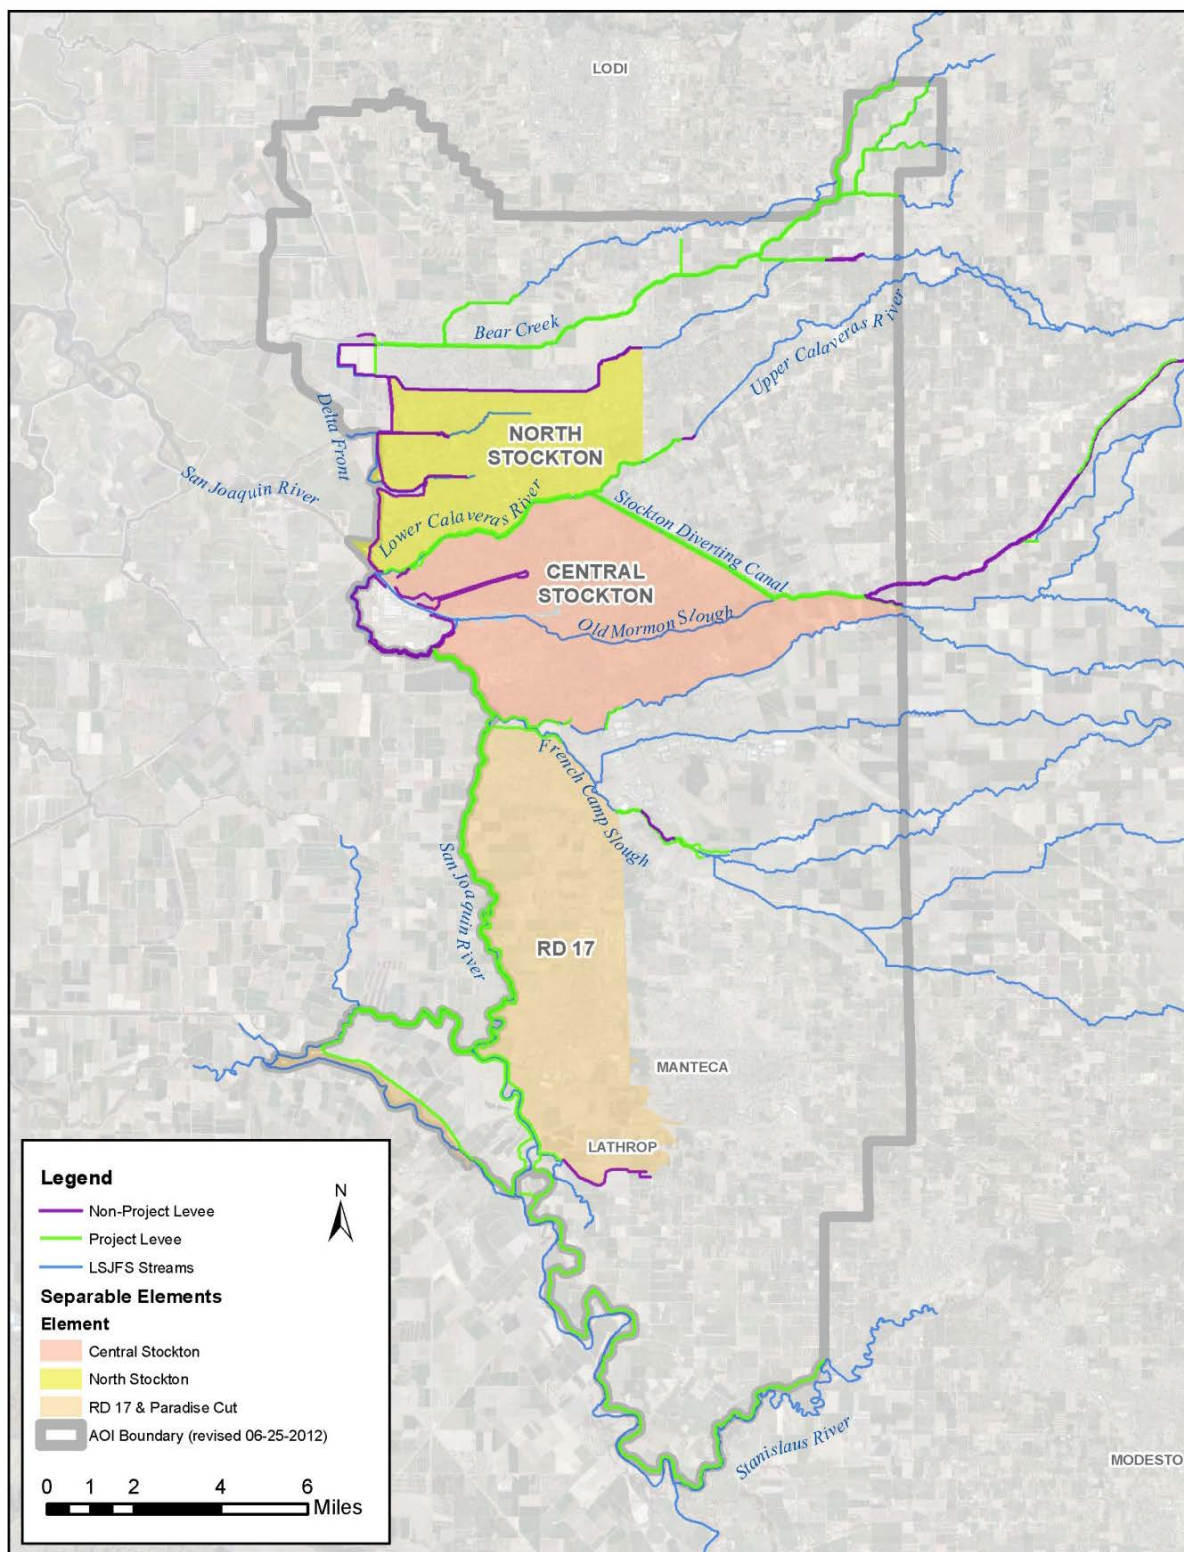 LODI
Bear Creek
Upper Calaveras River
Delta Front
San Joaquin River
NORTH
STOCKTON
Lower Calaveras River
Stockton Diverting Canal
CENTRAL
STOCKTON
Old Mormon Slough
French Camp Slough
San Joaquin River
RD 17
MANTECA
LATHROP
Stanislaus River
MODESTO
Legend
N
Non-Project Levee
Project Levee
LSJFS Streams
Separable Elements
Element
Central Stockton
North Stockton
RD 17 & Paradise Cut
AOI Boundary (revised 06-25-2012)
0 1 2 4 6
Miles